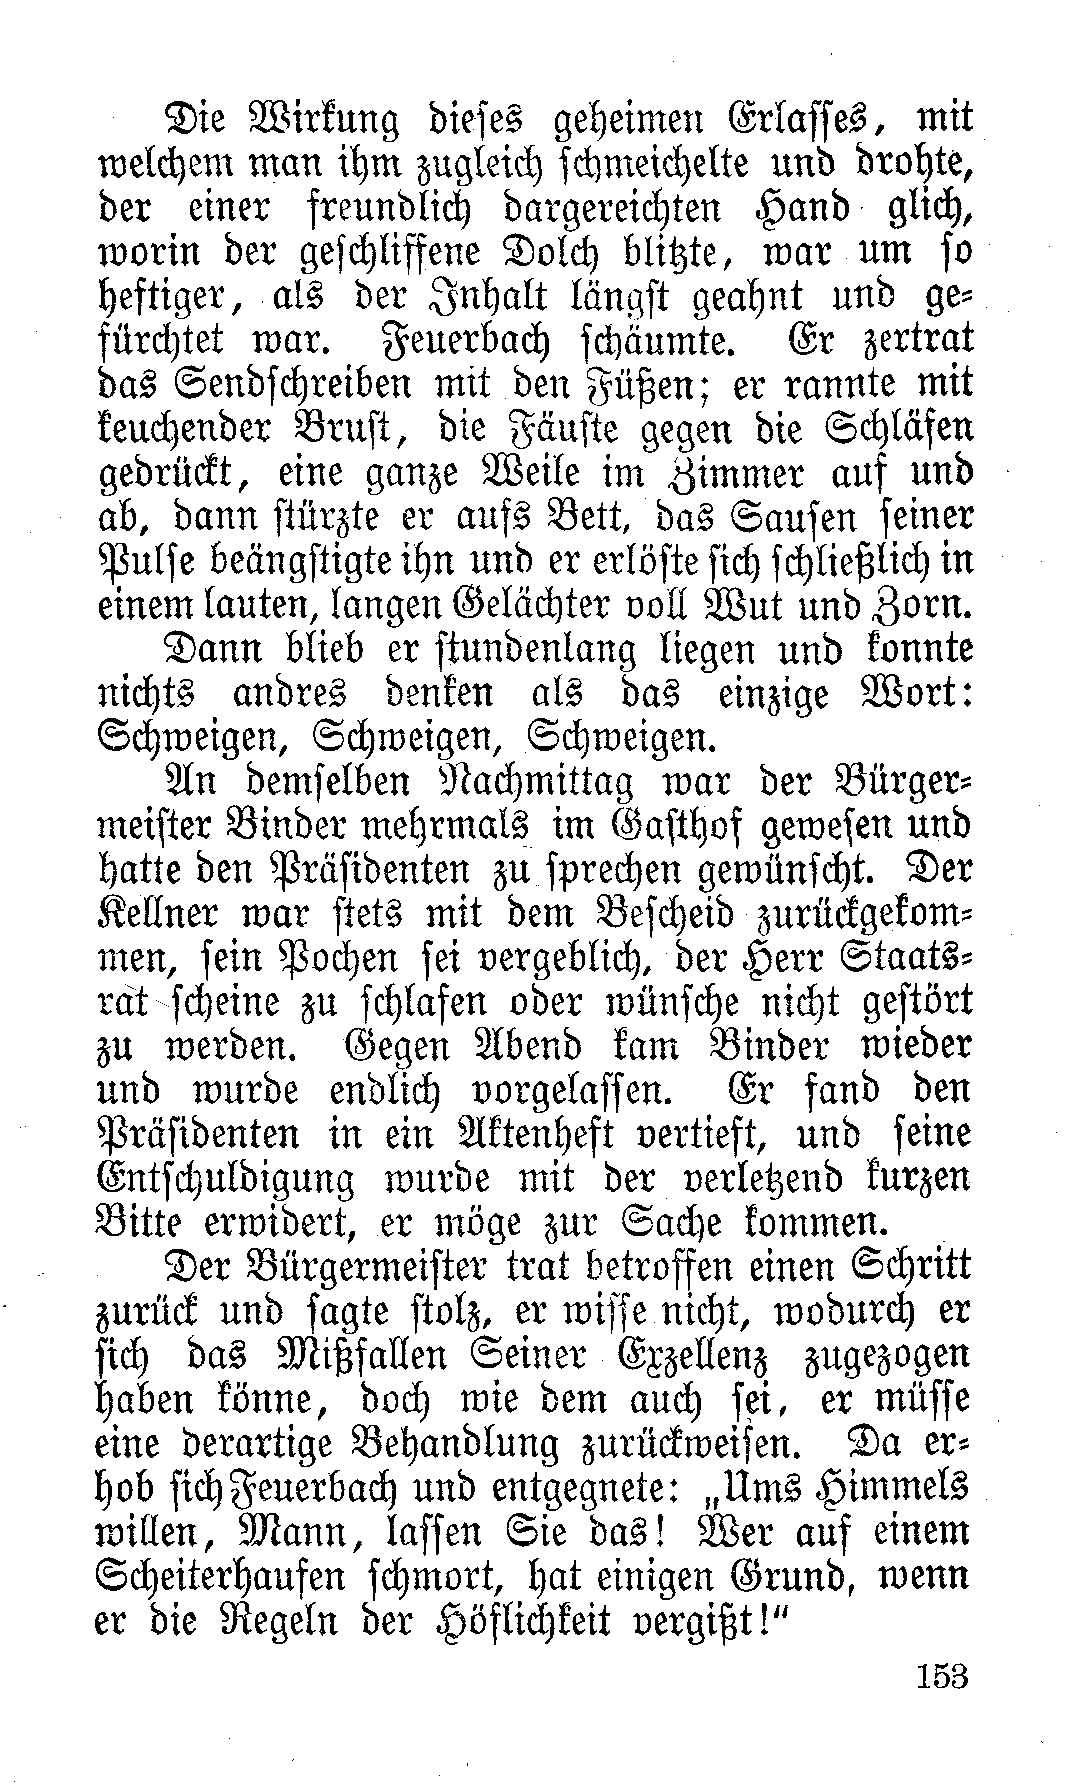 Die Wirkung dieses geheimen Erlasses, mit
welchem man ihm zugleich schmeichelte und drohte,
der einer freundlich dargereichten Hand glich,
worin der geschliffene Dolch blitzte, war um so
heftiger, als der Inhalt längst geahnt und ge-
fürchtet war. Feuerbach schäumte. Er zertrat
das Sendschreiben mit den Füßen; er rannte mit
keuchender Brust, die Fäuste gegen die Schläfen
gedrückt, eine ganze Weile im Zimmer auf und
ab, dann stürzte er aufs Bett, das Sausen seiner
Pulse beängstigte ihn und er erlöste sich schließlich in
einem lauten, langen Gelächter voll Wut und Zorn.
Dann blieb er stundenlang liegen und konnte
nichts andres denken als das einzige Wort:
Schweigen, Schweigen, Schweigen.
An demselben Nachmittag war der Bürger-
meister Binder mehrmals im Gasthof gewesen und
hatte den Präsidenten zu sprechen gewünscht. Der
Kellner war stets mit dem Bescheid zurückgekom-
men, sein Pochen sei vergeblich, der Herr Staats-
rat scheine zu schlafen oder wünsche nicht gestört
zu werden. Gegen Abend kam Binder wieder
und wurde endlich vorgelassen. Er fand den
Präsidenten in ein Aktenheft vertieft, und seine
Entschuldigung wurde mit der verletzend kurzen
Bitte erwidert, er möge zur Sache kommen.
Der Bürgermeister trat betroffen einen Schritt
zurück und sagte stolz, er wisse nicht, wodurch er
sich das Mißfallen Seiner Exzellenz zugezogen
haben könne, doch wie dem auch sei, er müsse
eine derartige Behandlung zurückweisen. Da er-
hob sich Feuerbach und entgegnete: „Ums Himmels
willen, Mann, lassen Sie das! Wer auf einem
Scheiterhaufen schmort, hat einigen Grund, wenn
er die Regeln der Höflichkeit vergißt!"
153